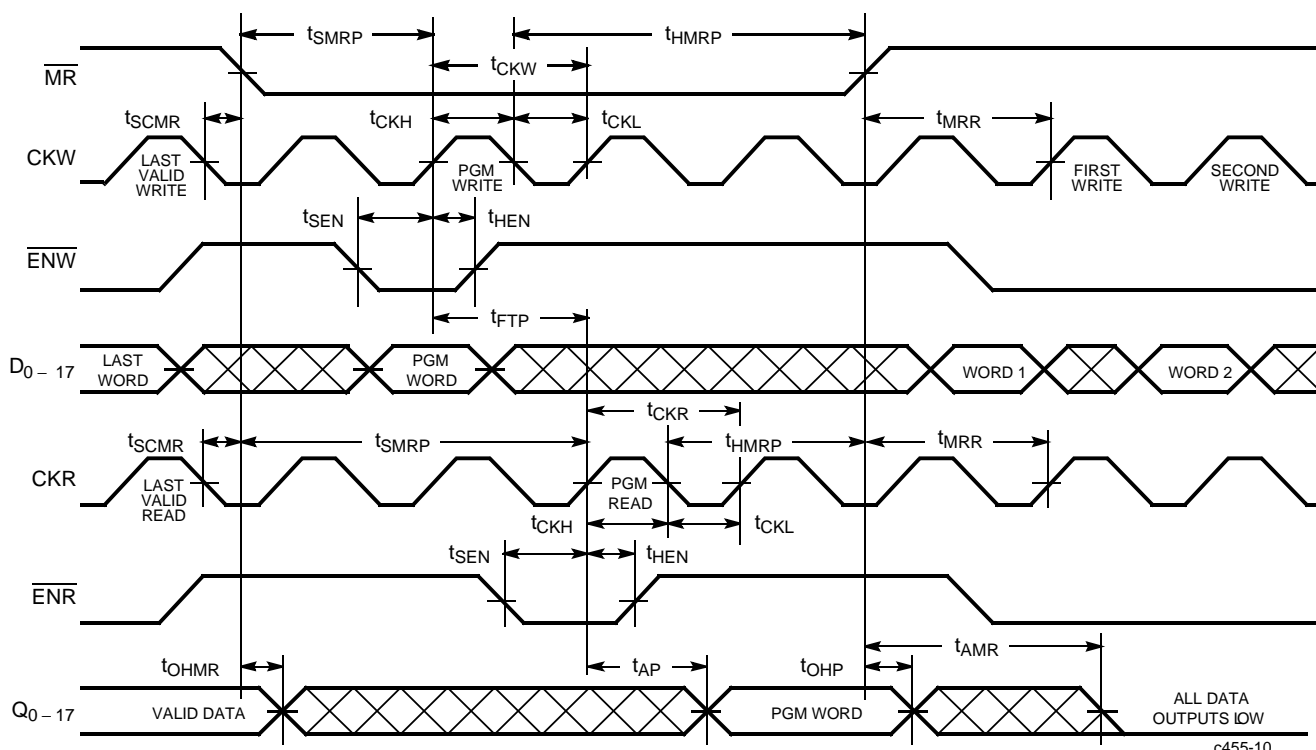 tSMRP
tHMRP
MR
tCKW
tSCMR
tCKH
tCKL
tMRR
CKW
LAST
VALID
WRITE
PGM
WRITE
FIRST
WRITE
SECOND
WRITE
tSEN
tHEN
ENW
tFTP
D0 – 17
LAST
WORD
PGM
WORD
WORD 1
WORD 2
tCKR
tSCMR
tSMRP
tHMRP
tMRR
CKR
LAST
VALID
READ
PGM
READ
tCKH
tCKL
tSEN
tHEN
ENR
tOHMR
tAP
tOHP
tAMR
Q0 – 17
VALID DATA
PGM WORD
ALL DATA
OUTPUTS LOW
c455-10